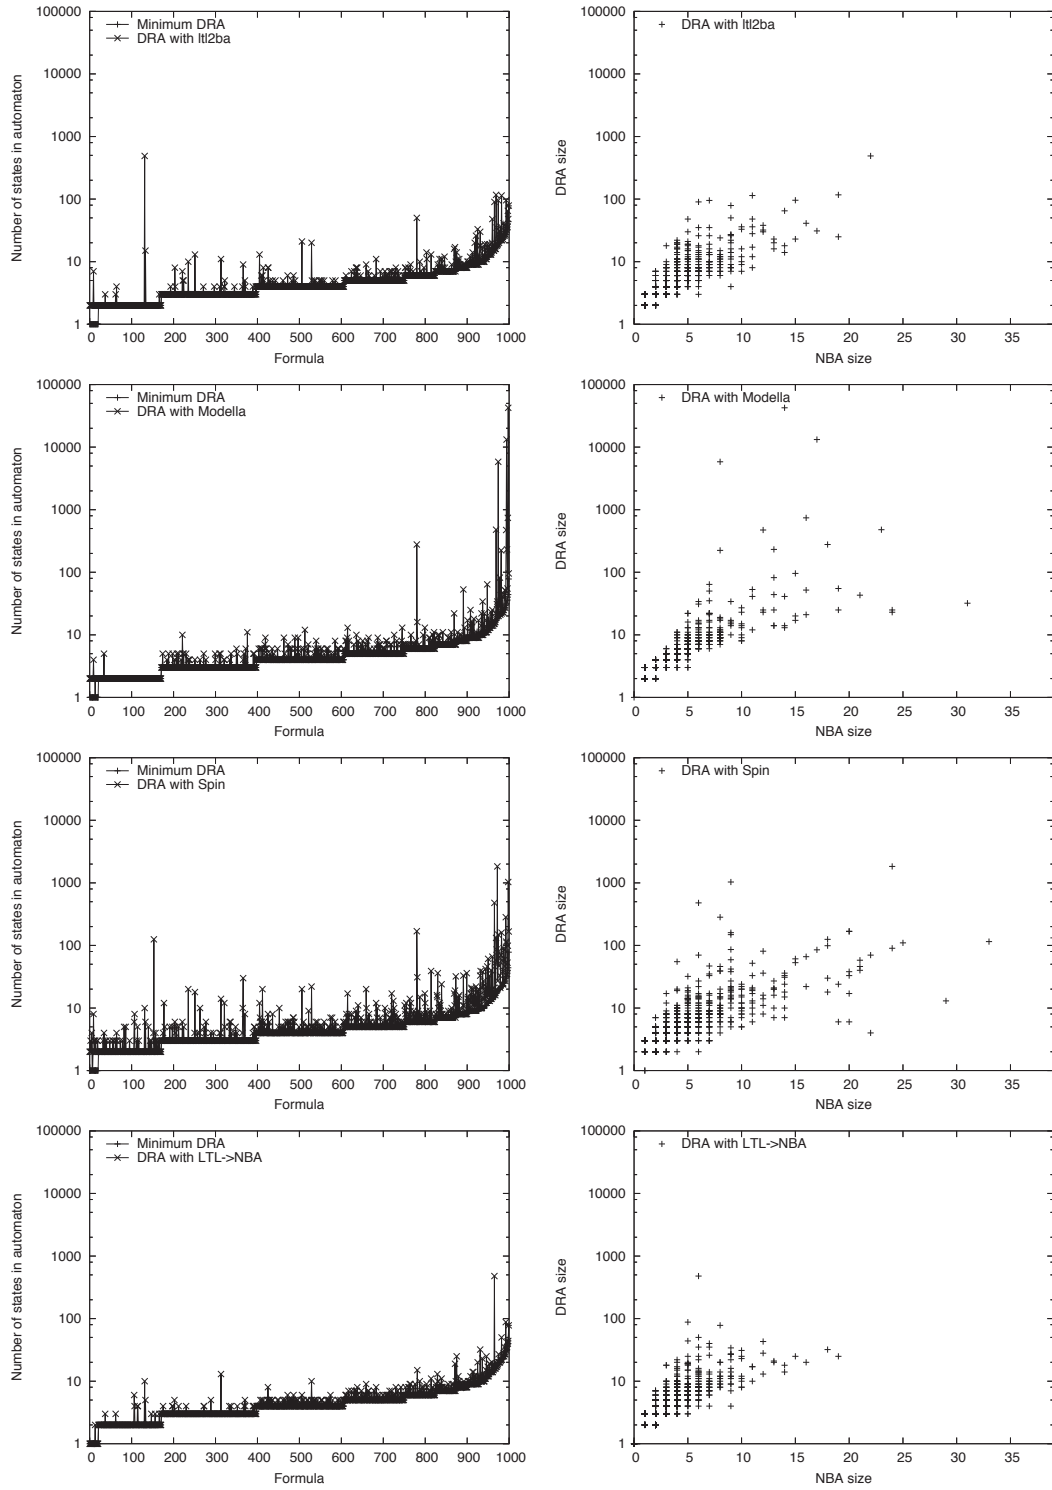 Number of states in automaton
100000
10000
1000
100
10
1
Minimum DRA
DRA with ltl2ba
0 100 200 300 400 500 600 700 800 900 1000
Formula
DRA size
100000
10000
1000
100
10
1
DRA with ltl2ba
0 5 10 15 20 25 30 35
NBA size
Number of states in automaton
100000
10000
1000
100
10
1
Minimum DRA
DRA with Modella
0 100 200 300 400 500 600 700 800 900 1000
Formula
DRA size
100000
10000
1000
100
10
1
DRA with Modella
0 5 10 15 20 25 30 35
NBA size
Number of states in automaton
100000
10000
1000
100
10
1
Minimum DRA
DRA with Spin
0 100 200 300 400 500 600 700 800 900 1000
Formula
DRA size
100000
10000
1000
100
10
1
DRA with Spin
0 5 10 15 20 25 30 35
NBA size
Number of states in automaton
100000
10000
1000
100
10
1
Minimum DRA
DRA with LTL->NBA
0 100 200 300 400 500 600 700 800 900 1000
Formula
DRA size
100000
10000
1000
100
10
1
DRA with LTL->NBA
0 5 10 15 20 25 30 35
NBA size